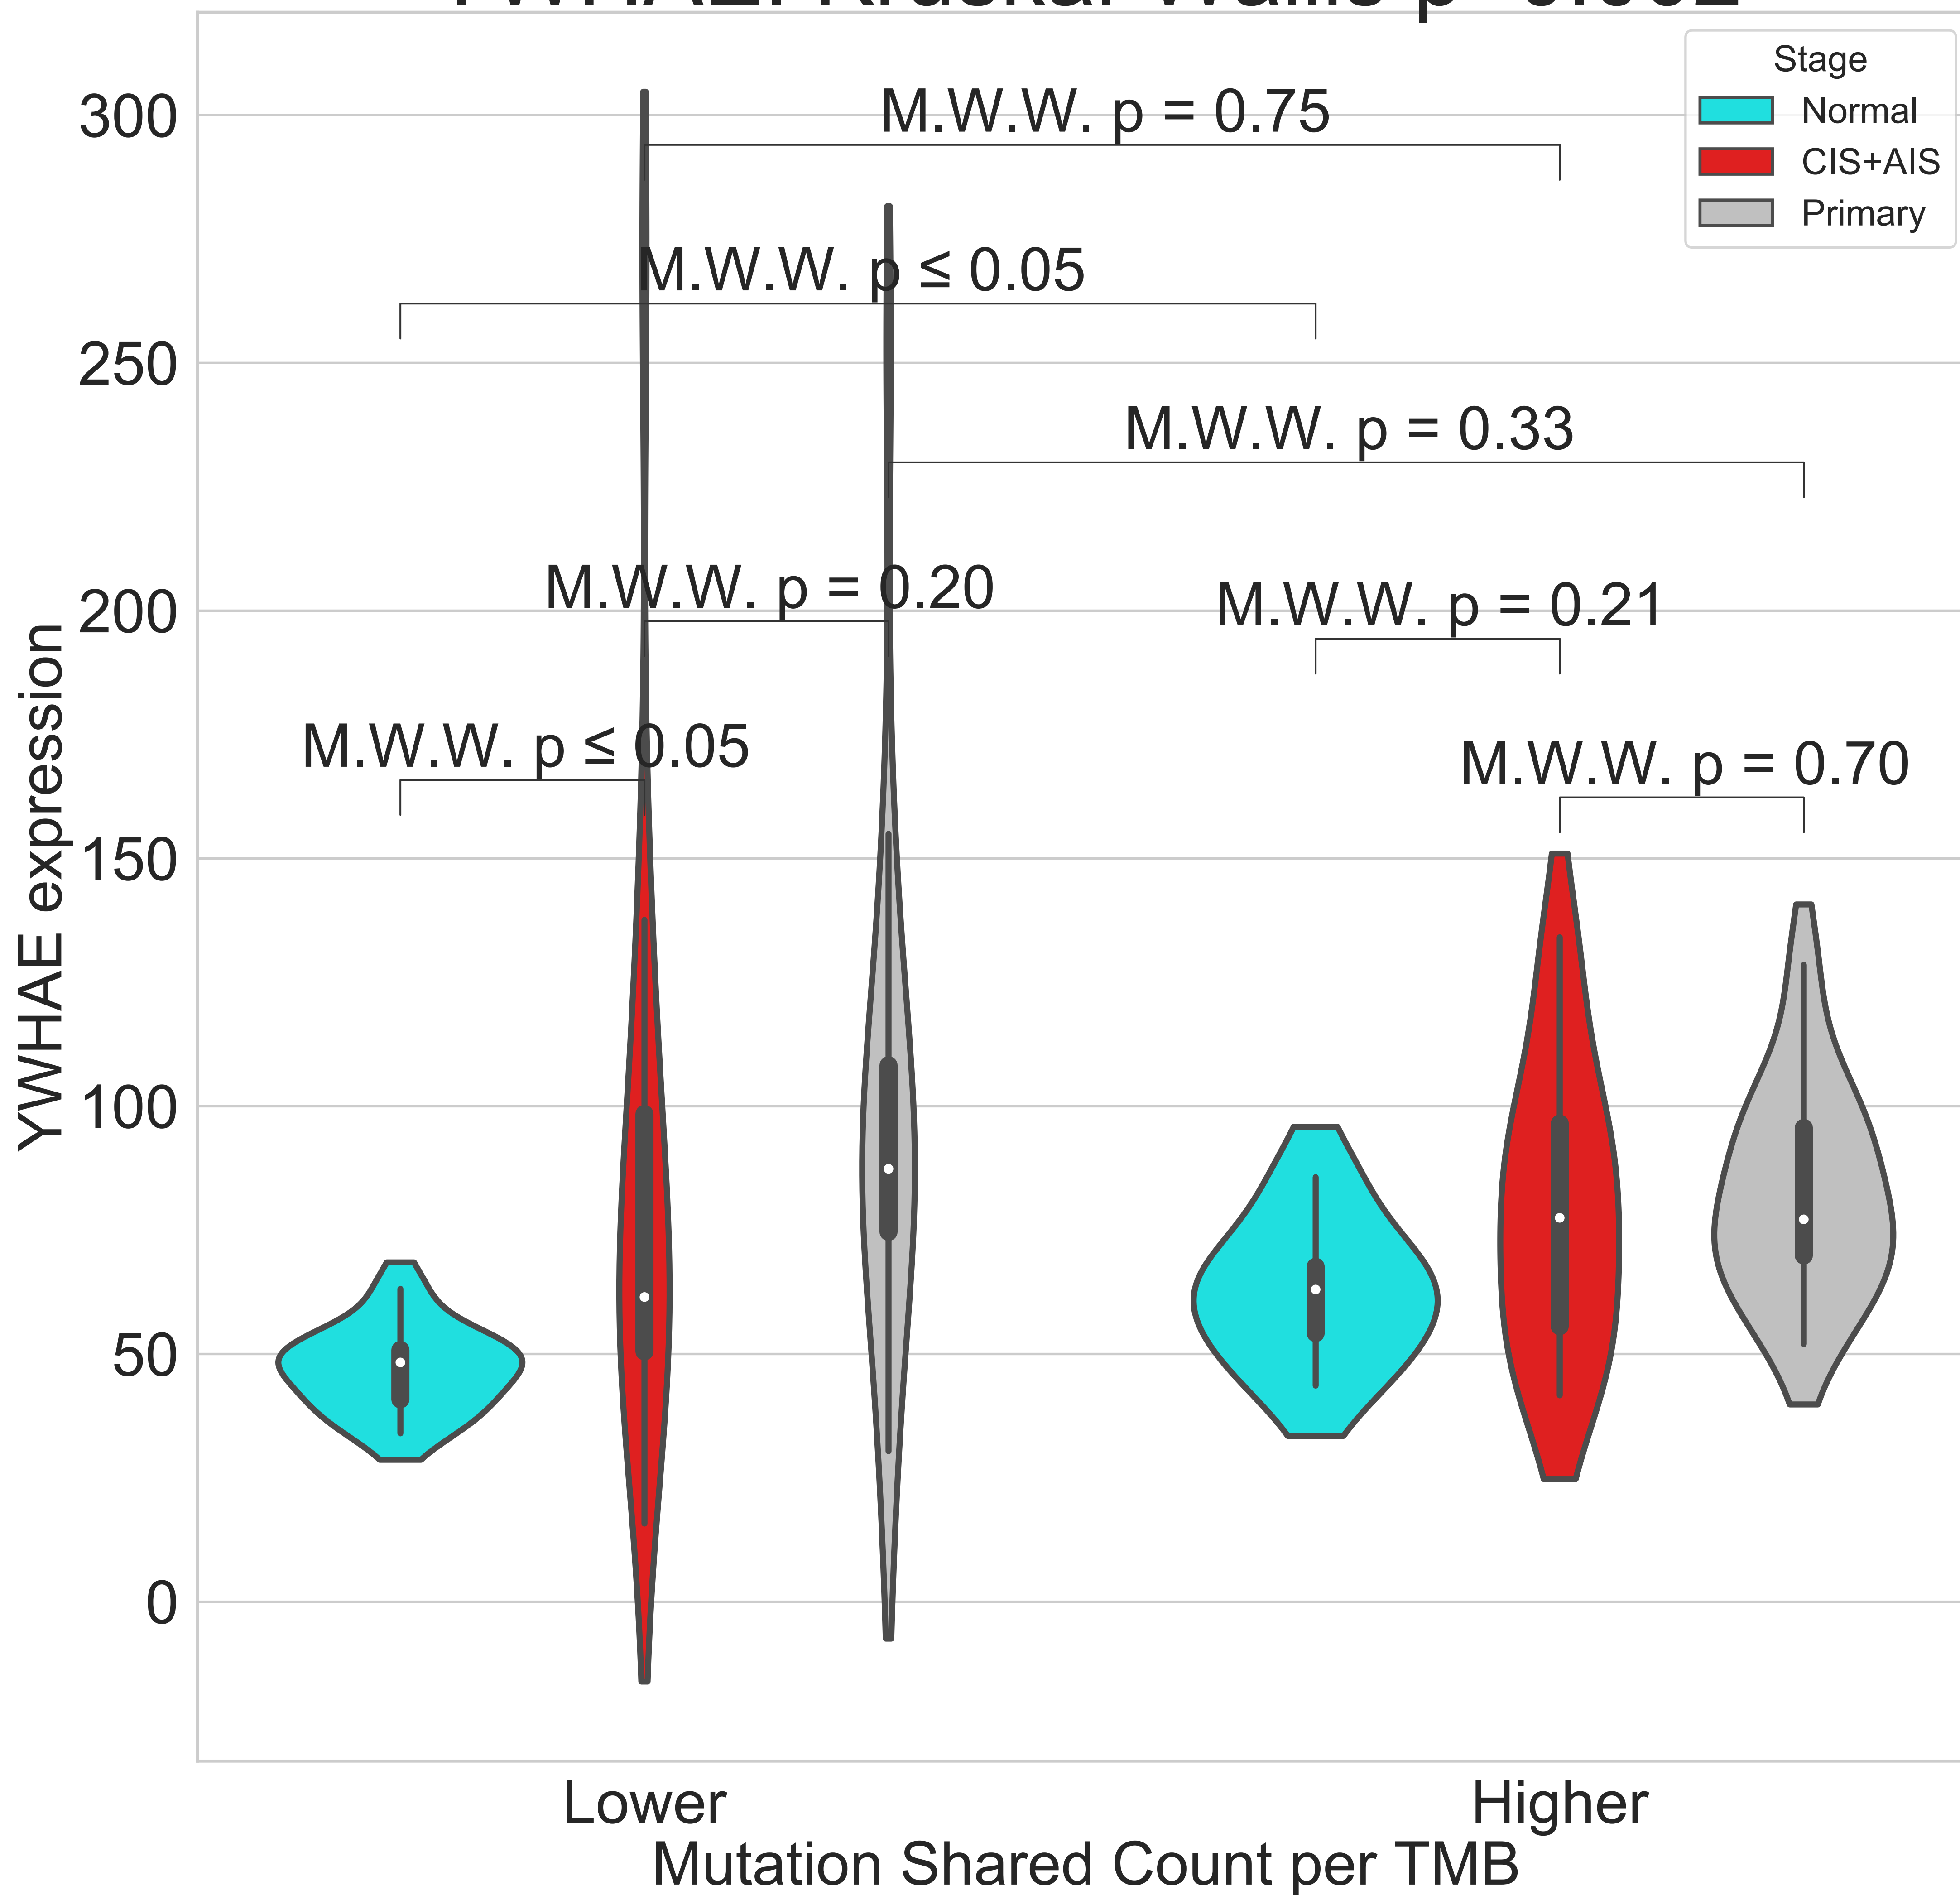 Stage
Normal
CIS+AIS
Primary
M.W.W. p = 0.75
M.W.W. p ≤ 0.05
M.W.W. p = 0.33
M.W.W. p = 0.20
M.W.W. p = 0.21
M.W.W. p ≤ 0.05
M.W.W. p = 0.70
300
250
200
150
100
50
0
YWHAE expression
Lower
Higher
Mutation Shared Count per TMB